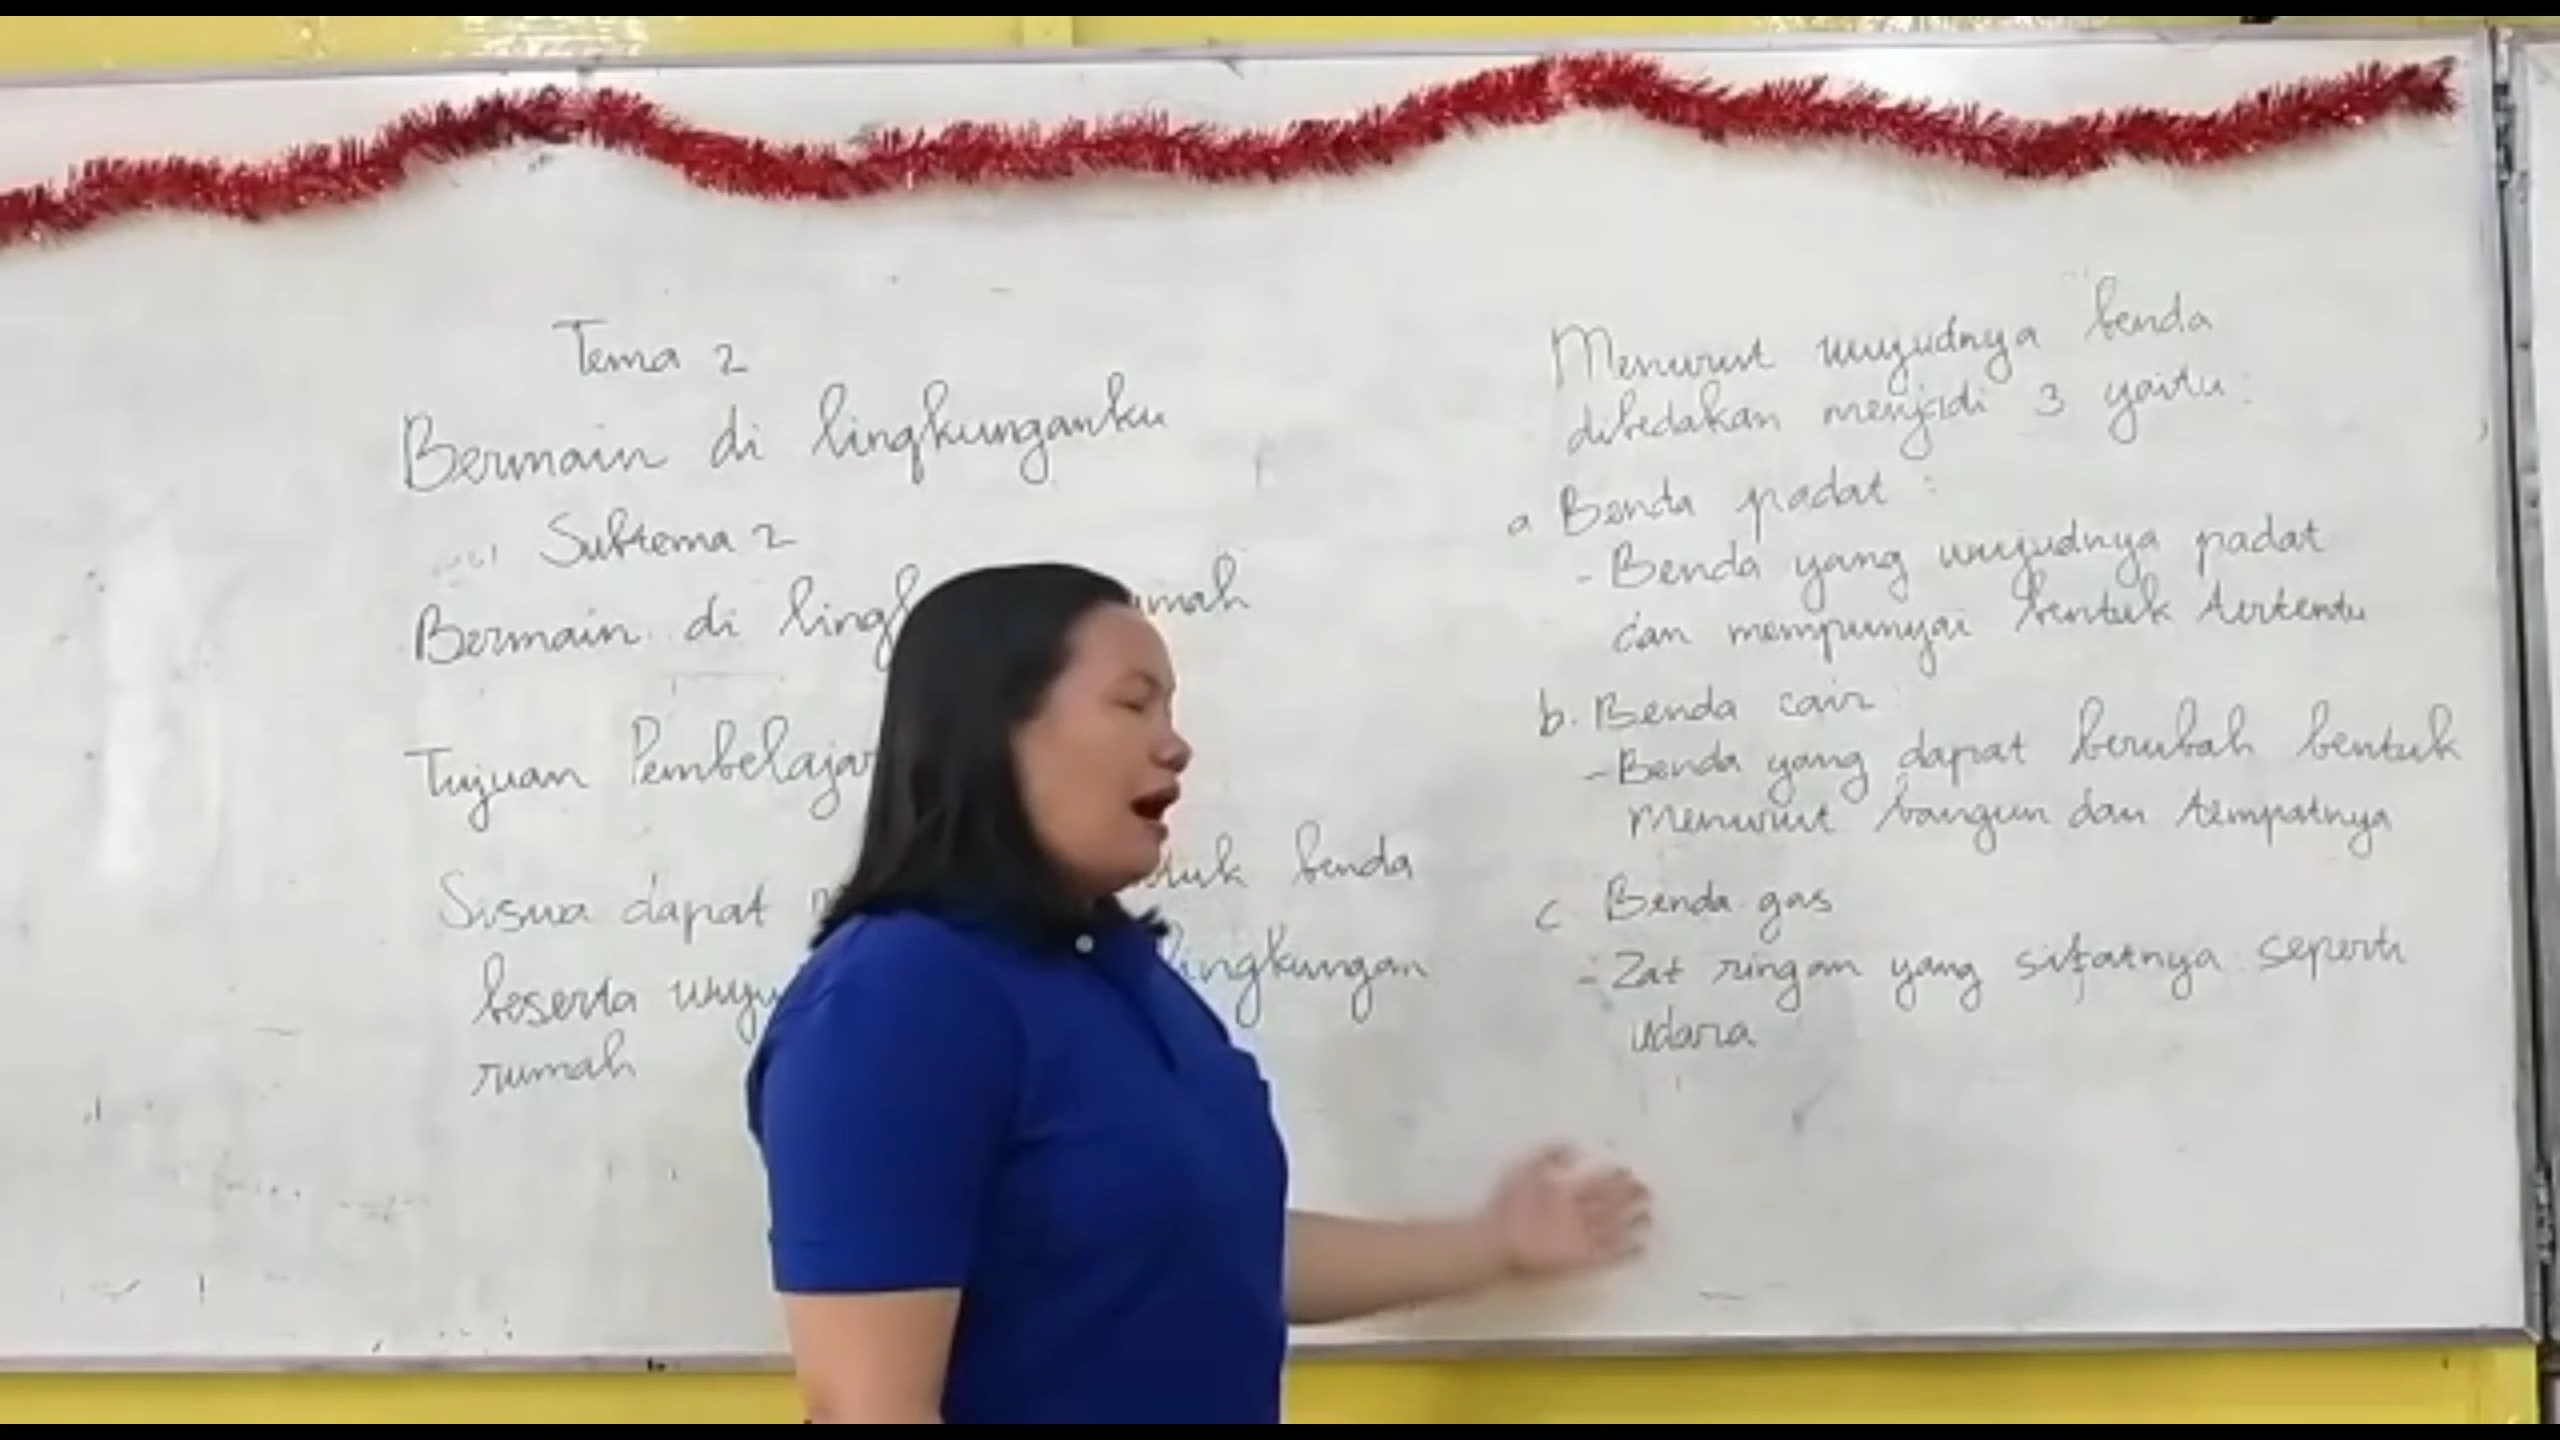 Tema 2
Bermain di lingkunganku
Subtema 2
Bermain di
Tujuan
Siswa dapat benda
beserta lingkungan
rumah
Menurut wujudnya benda
dibedakan menjadi 3 yaitu:
a Benda padat:
- Benda yang wujudnya padat
dan mempunyai bentuk tertentu
b. Benda cair:
- Benda yang dapat berubah bentuk
menurut bangun dan tempatnya
c Benda gas
- Zat ringan yang sifatnya seperti
udara